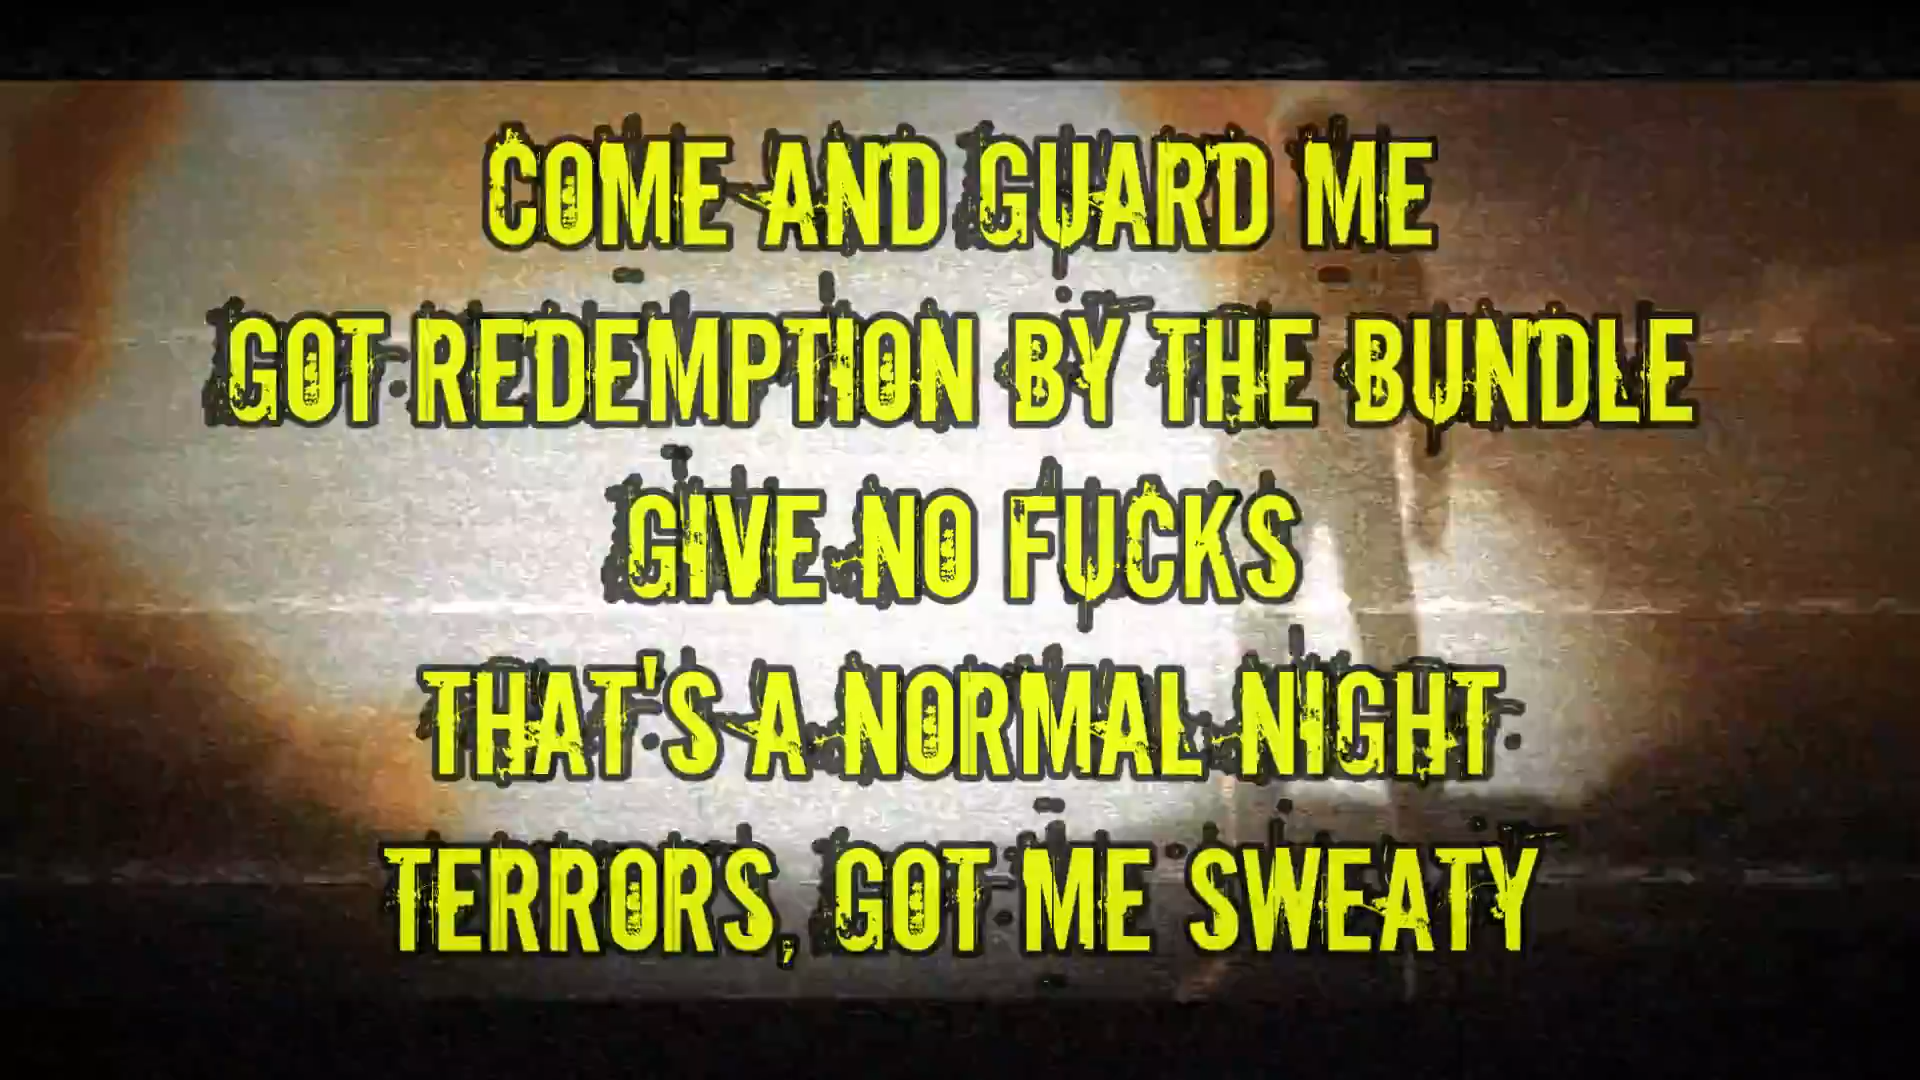 COME AND GUARD ME
GOT REDEMPTION BY THE BUNDLE
GIVE NO FUCKS
THAT'S A NORMAL NIGHT
TERRORS, GOT ME SWEATY